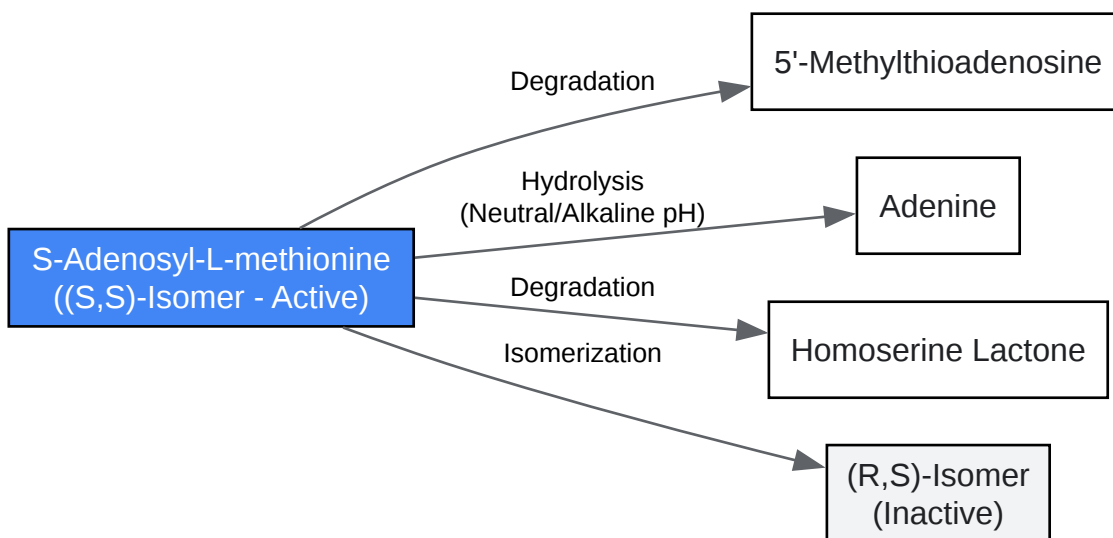 Degradation
5'-Methylthioadenosine
Hydrolysis
(Neutral/Alkaline pH)
Adenine
S-Adenosyl-L-methionine
((S,S)-Isomer - Active)
Degradation
Homoserine Lactone
Isomerization
(R,S)-Isomer
(Inactive)